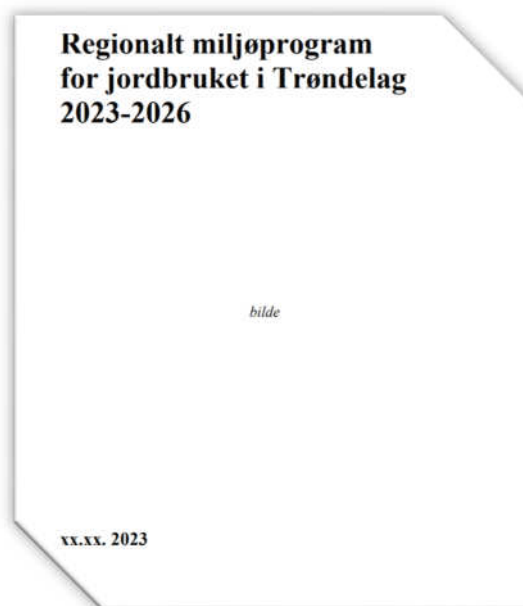 Regionalt miljøprogram
for jordbruket i Trøndelag
2023-2026
bilde
xx.xx. 2023